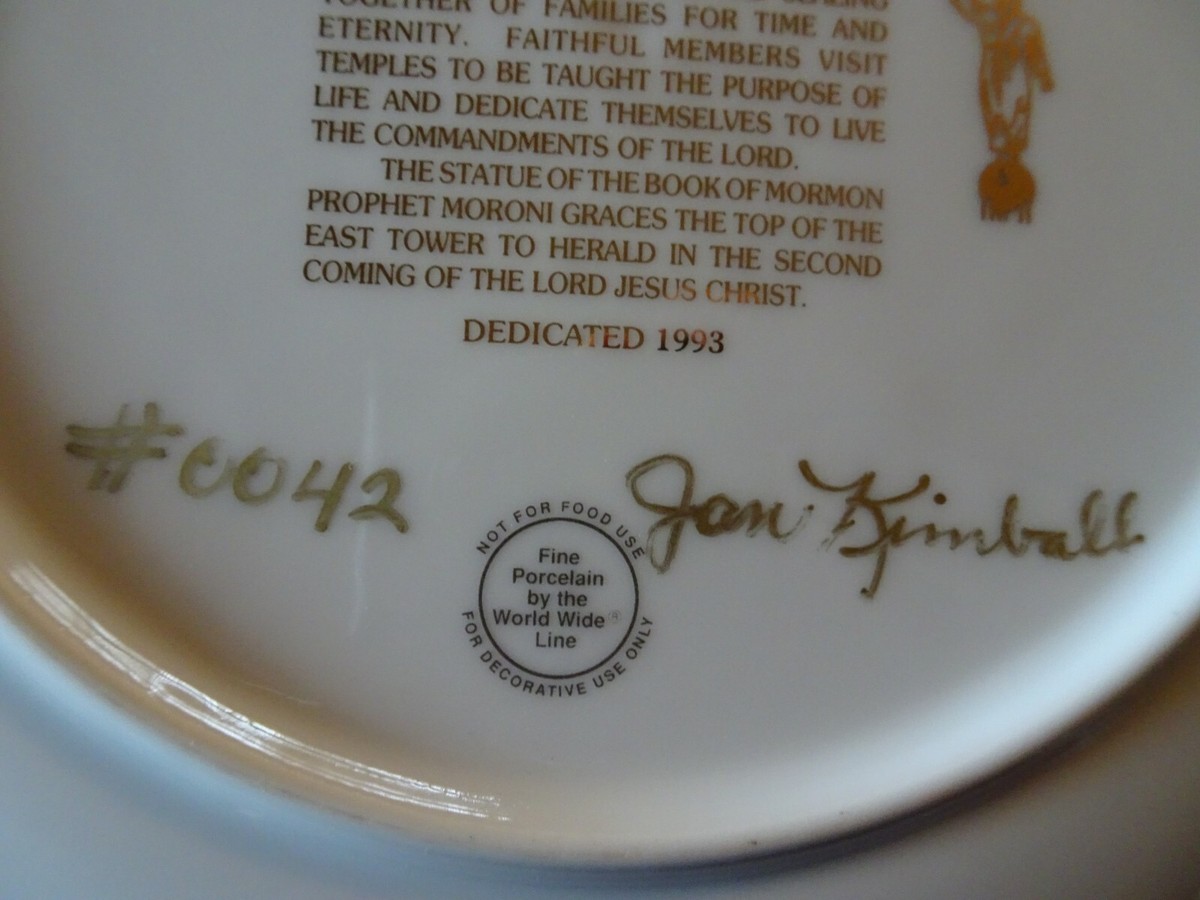 TOGETHER OF FAMILIES FOR TIME AND
ETERNITY. FAITHFUL MEMBERS VISIT
TEMPLES TO BE TAUGHT THE PURPOSE OF
LIFE AND DEDICATE THEMSELVES TO LIVE
THE COMMANDMENTS OF THE LORD.
THE STATUE OF THE BOOK OF MORMON
PROPHET MORONI GRACES THE TOP OF THE
EAST TOWER TO HERALD IN THE SECOND
COMING OF THE LORD JESUS CHRIST.
DEDICATED 1993
#0042
Jan Kimball
NOT FOR FOOD USE
Fine
Porcelain
by the
World Wide®
Line
FOR DECORATIVE USE ONLY